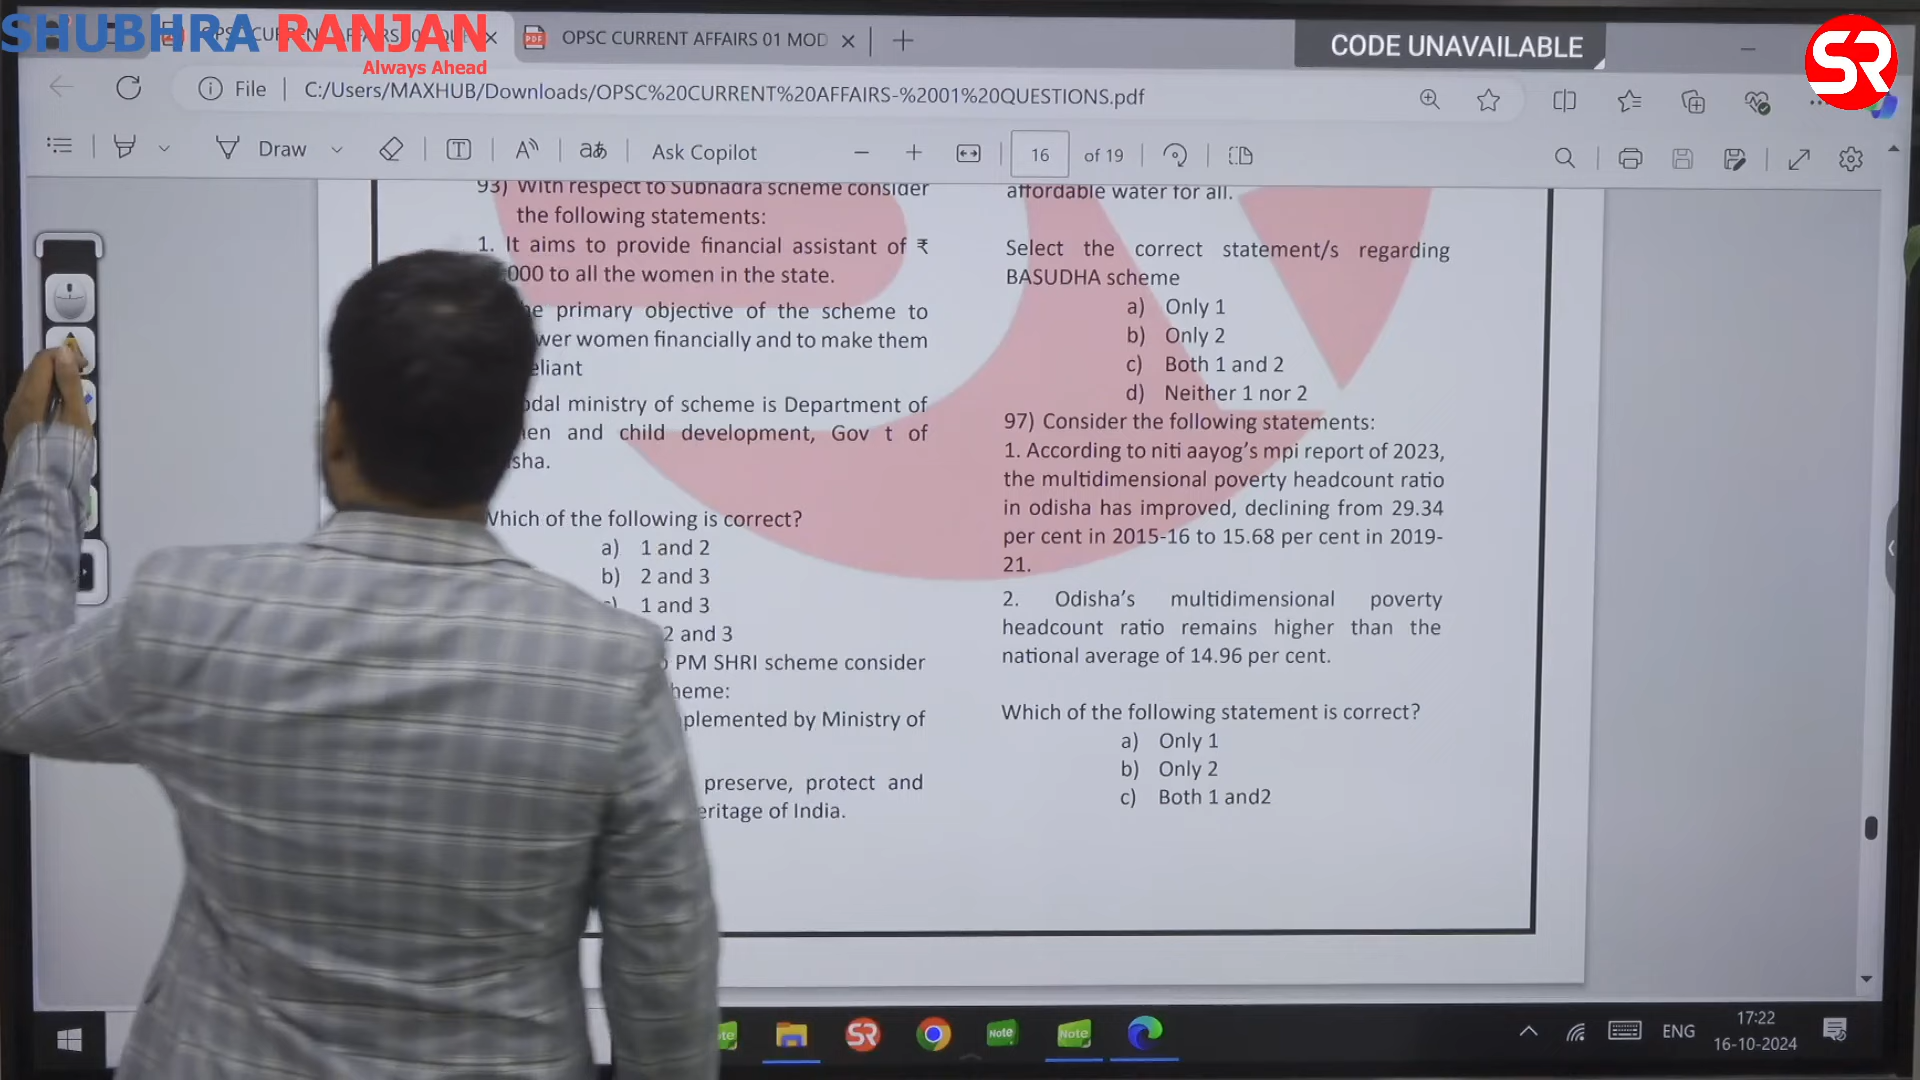 SHUBHRA RANJAN
Always Ahead
OPSC CURRENT AFFAIRS 01 MOD
CODE UNAVAILABLE
SR
File
C:/Users/MAXHUB/Downloads/OPSC%20CURRENT%20AFFAIRS-%2001%20QUESTIONS.pdf
Draw
Ask Copilot
16 of 19
93) With respect to Subhadra scheme consider
the following statements:
1. It aims to provide financial assistant of ₹
000 to all the women in the state.
primary objective of the scheme to
women financially and to make them
ministry of scheme is Department of
and child development, Gov t of
Which of the following is correct?
a) 1 and 2
b) 2 and 3
1 and 3
2 and 3
PM SHRI scheme consider
by Ministry of
preserve, protect and
of India.
affordable water for all.
Select the correct statement/s regarding
BASUDHA scheme
a) Only 1
b) Only 2
c) Both 1 and 2
d) Neither 1 nor 2
97) Consider the following statements:
1. According to niti aayog's mpi report of 2023,
the multidimensional poverty headcount ratio
in odisha has improved, declining from 29.34
per cent in 2015-16 to 15.68 per cent in 2019-
21.
2. Odisha's multidimensional poverty
headcount ratio remains higher than the
national average of 14.96 per cent.
Which of the following statement is correct?
a) Only 1
b) Only 2
c) Both 1 and2
SR
Note
Note
ENG
17:22
16-10-2024